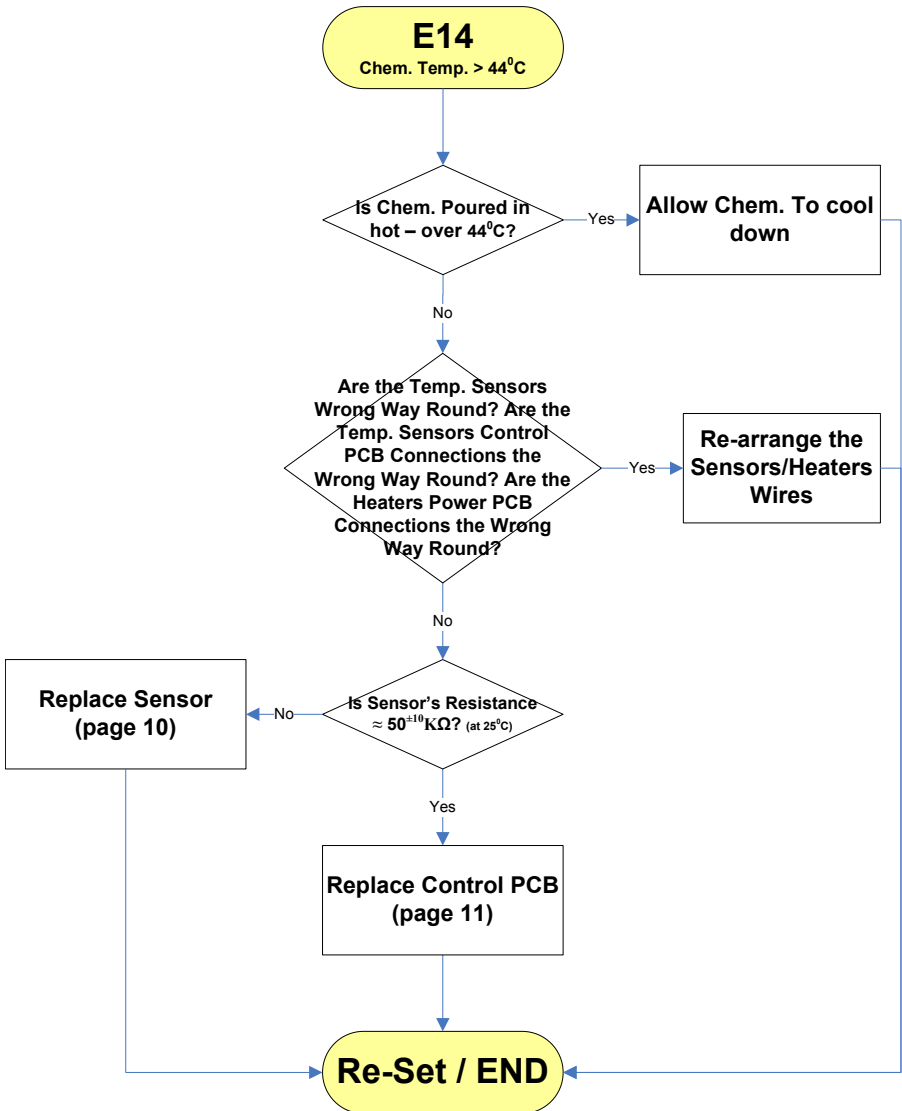 E14
Chem. Temp. > 44⁰C
Is Chem. Poured in
hot – over 44⁰C?
Yes
Allow Chem. To cool
down
No
Are the Temp. Sensors
Wrong Way Round? Are the
Temp. Sensors Control
PCB Connections the
Wrong Way Round? Are the
Heaters Power PCB
Connections the Wrong
Way Round?
Yes
Re-arrange the
Sensors/Heaters
Wires
No
Is Sensor's Resistance
≈ 50±10KΩ? (at 25⁰C)
No
Replace Sensor
(page 10)
Yes
Replace Control PCB
(page 11)
Re-Set / END